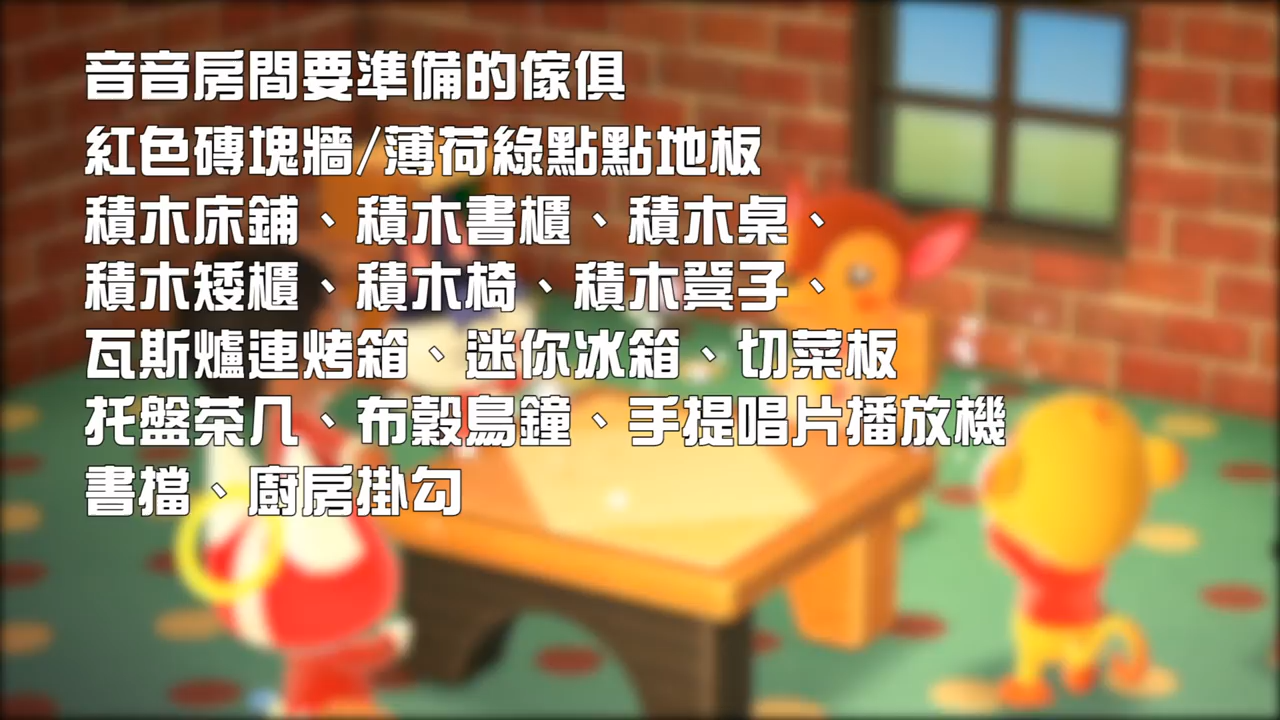 音音房間要準備的傢俱
紅色磚塊牆/薄荷綠點點地板
積木床鋪、積木書櫃、積木桌、
積木矮櫃、積木椅、積木凳子、
瓦斯爐連烤箱、迷你冰箱、切菜板
托盤茶几、布穀鳥鐘、手提唱片播放機
書擋、廚房掛勾